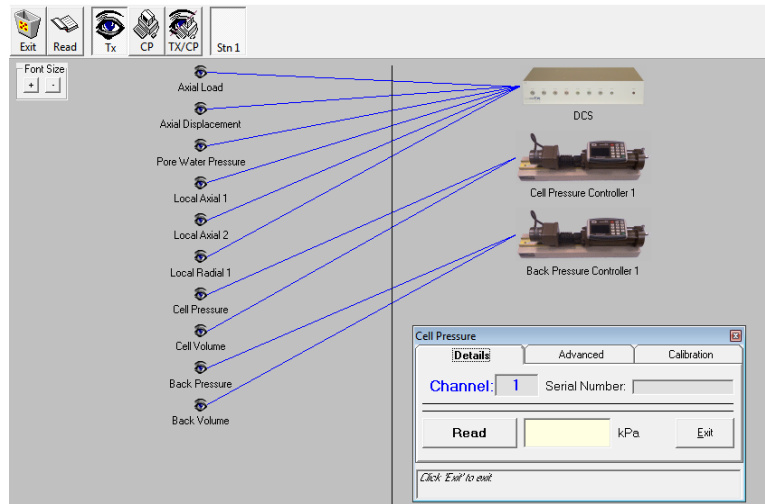 Exit
Read
Tx
CP
TX/CP
Stn 1
Font Size
+
-
Axial Load
Axial Displacement
Pore Water Pressure
Local Axial 1
Local Axial 2
Local Radial 1
Cell Pressure
Cell Volume
Back Pressure
Back Volume
DCS
Cell Pressure Controller 1
Back Pressure Controller 1
Cell Pressure
Details
Advanced
Calibration
Channel: 1 Serial Number:
Read kPa Exit
Click 'Exit' to exit